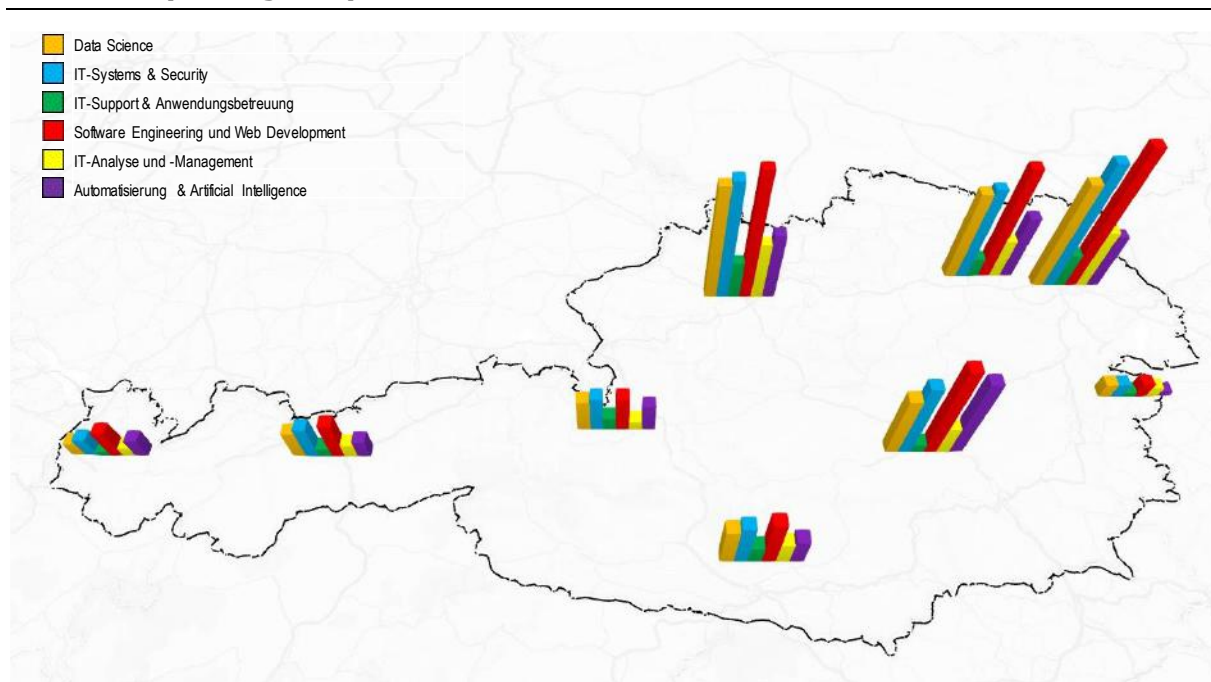 Data Science
IT-Systems & Security
IT-Support & Anwendungsbetreuung
Software Engineering und Web Development
IT-Analyse und -Management
Automatisierung & Artificial Intelligence